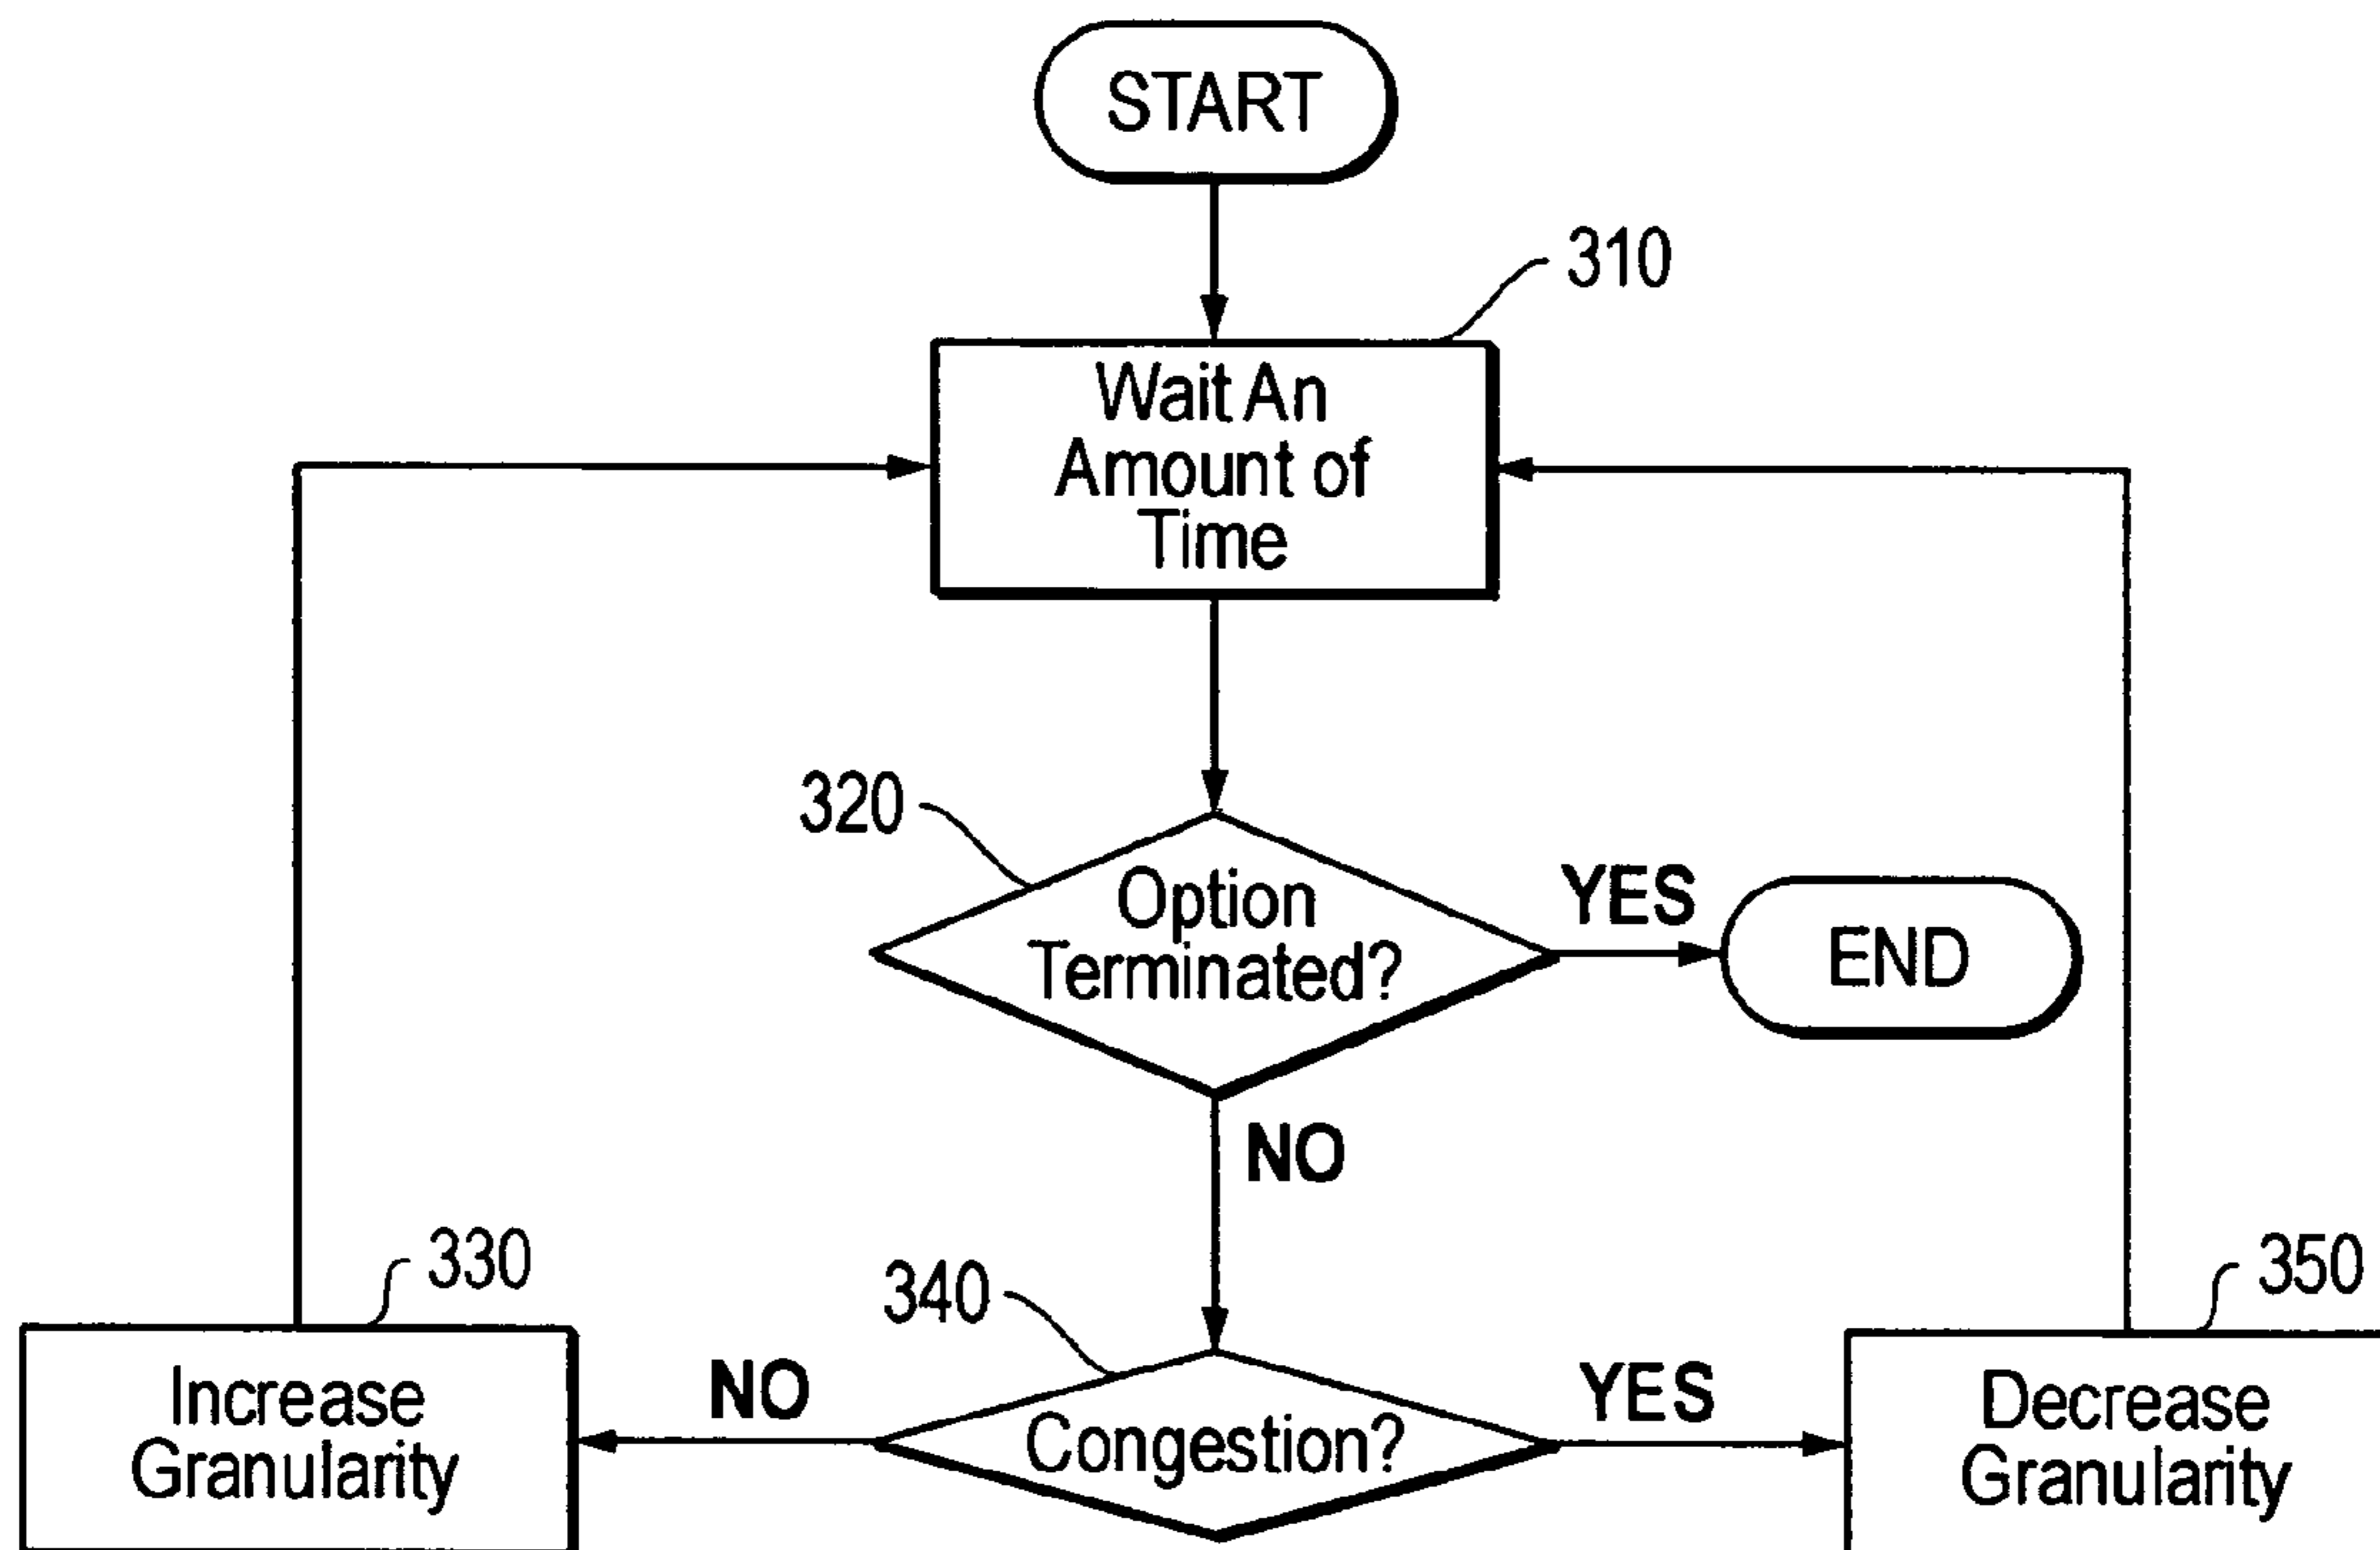 START
310
Wait An
Amount of
Time
320
Option
Terminated?
YES
END
NO
330
Increase
Granularity
NO
340
Congestion?
YES
350
Decrease
Granularity